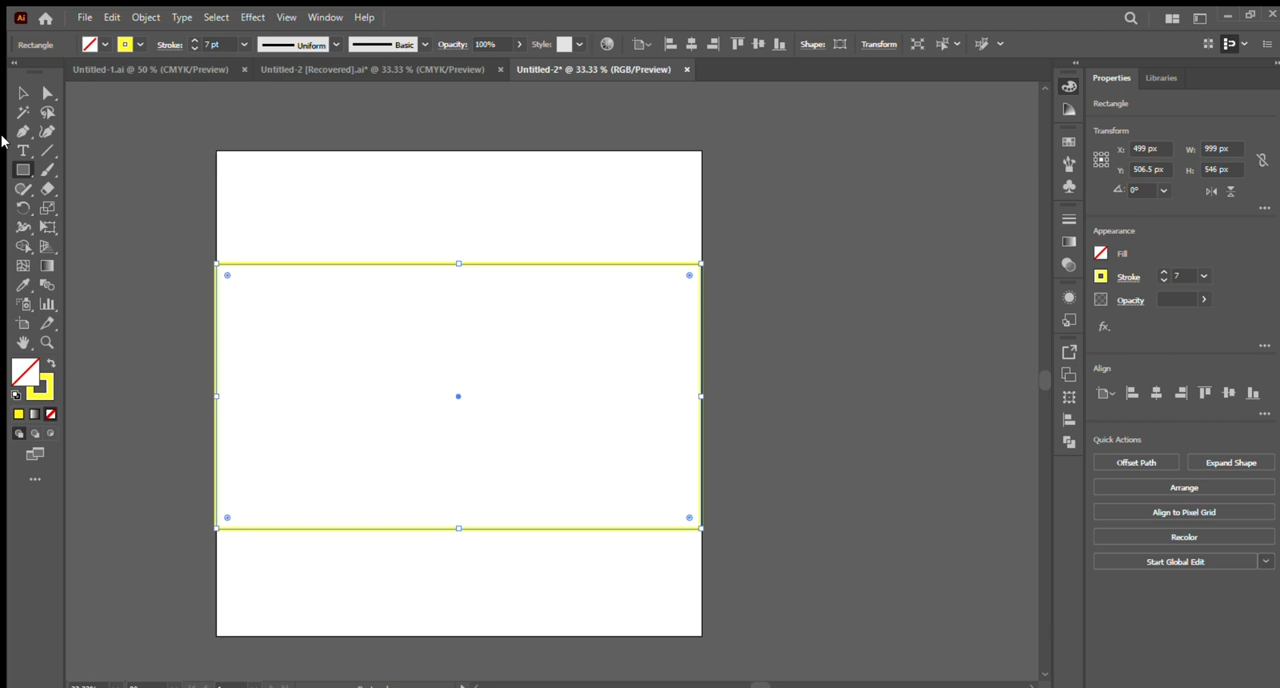 Ai File Edit Object Type Select Effect View Window Help
Rectangle Stroke: 7 pt Uniform Basic Opacity: 100% Style: Shape: Transform
Untitled-1.ai @ 50 % (CMYK/Preview) × Untitled-2 [Recovered].ai* @ 33.33 % (CMYK/Preview) × Untitled-2* @ 33.33 % (RGB/Preview) ×
Properties Libraries
Rectangle
Transform
X: 499 px W: 999 px
Y: 506.5 px H: 546 px
0°
Appearance
Fill
Stroke 7
Opacity
fx.
Align
Quick Actions
Offset Path Expand Shape
Arrange
Align to Pixel Grid
Recolor
Start Global Edit